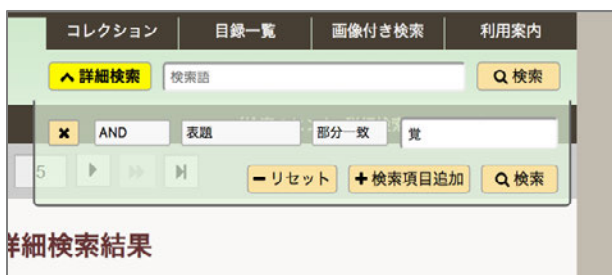 コレクション 目録一覧 画像付き検索 利用案内
詳細検索 検索語 検索
AND 表題 部分一致 覚
5
リセット 検索項目追加 検索
詳細検索結果